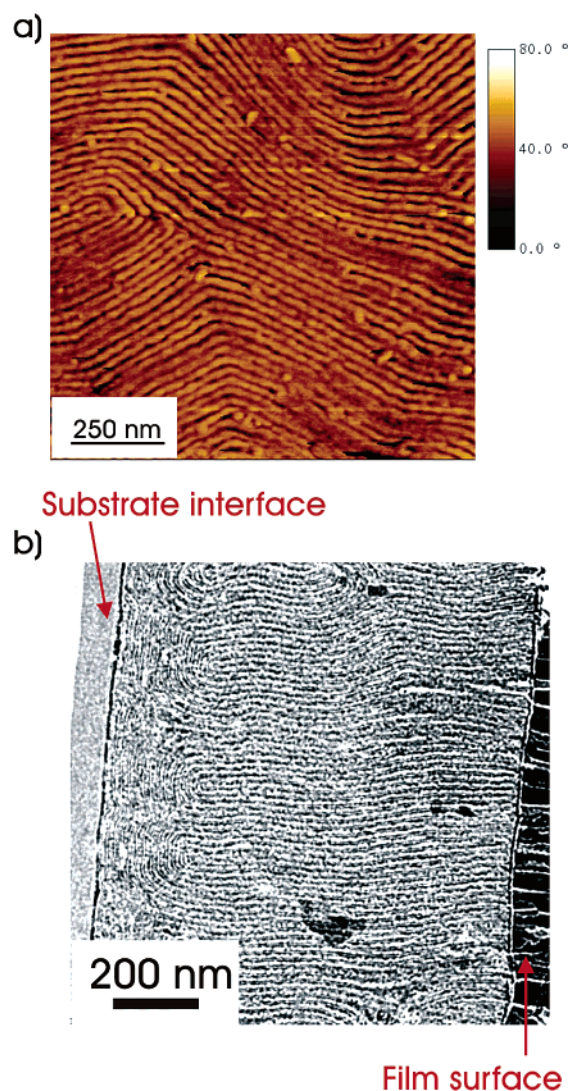 a)
80.0 °
40.0 °
0.0 °
250 nm
Substrate interface
b)
200 nm
Film surface